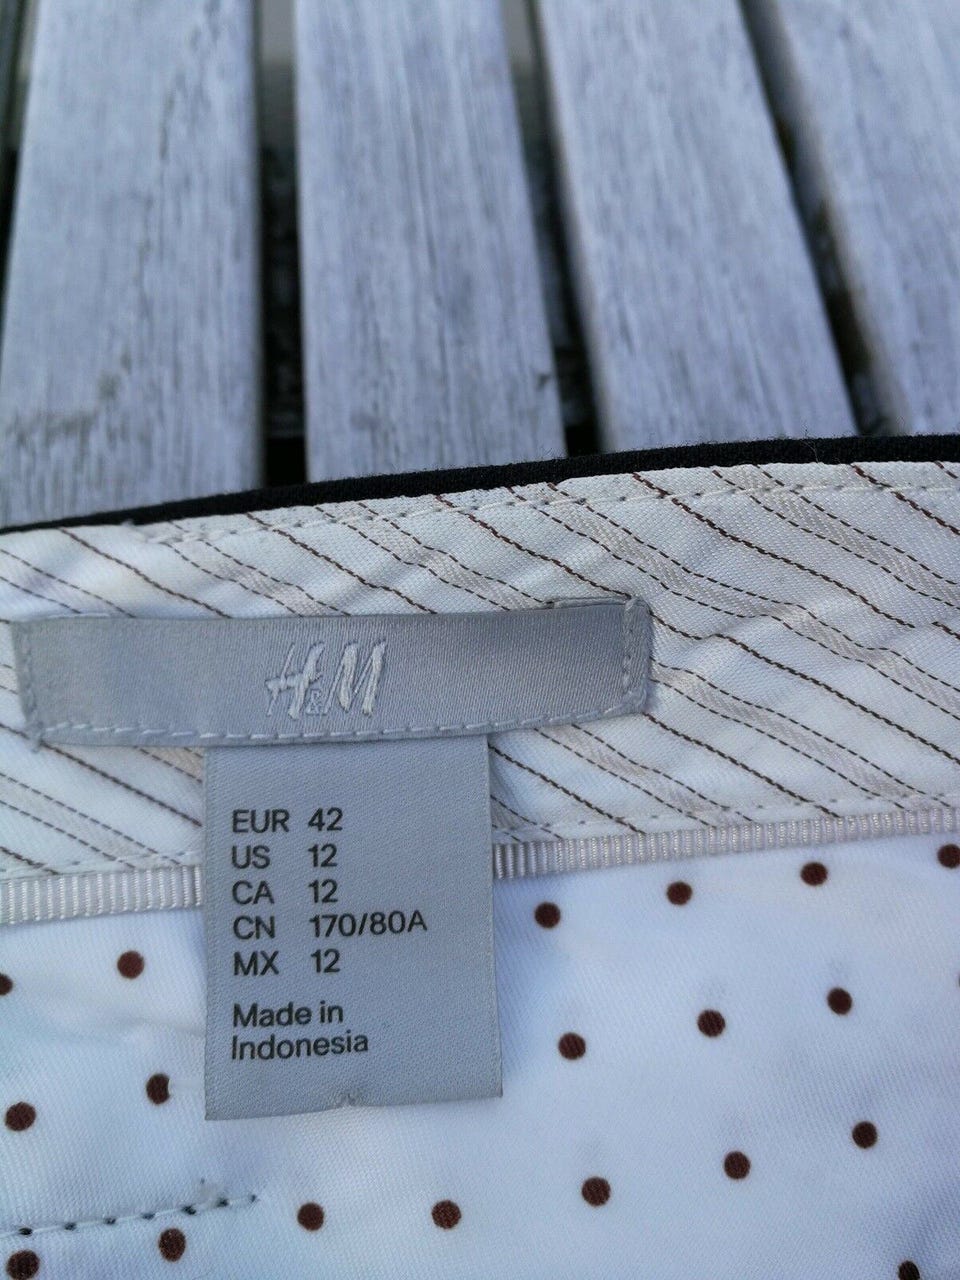 H&M
EUR 42
US 12
CA 12
CN 170/80A
MX 12
Made in
Indonesia